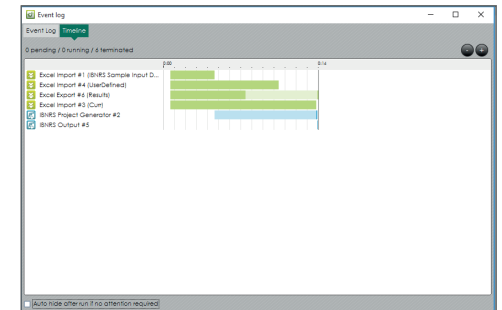 Event log
Event Log Timeline
0 pending / 0 running / 6 terminated
0:00 0:16
Excel Import #1 (IBNRS Sample Input D...
Excel Import #4 (UserDefined)
Excel Export #6 (Results)
Excel Import #3 (Curr)
IBNRS Project Generator #2
IBNRS Output #5
Auto hide after run if no attention required